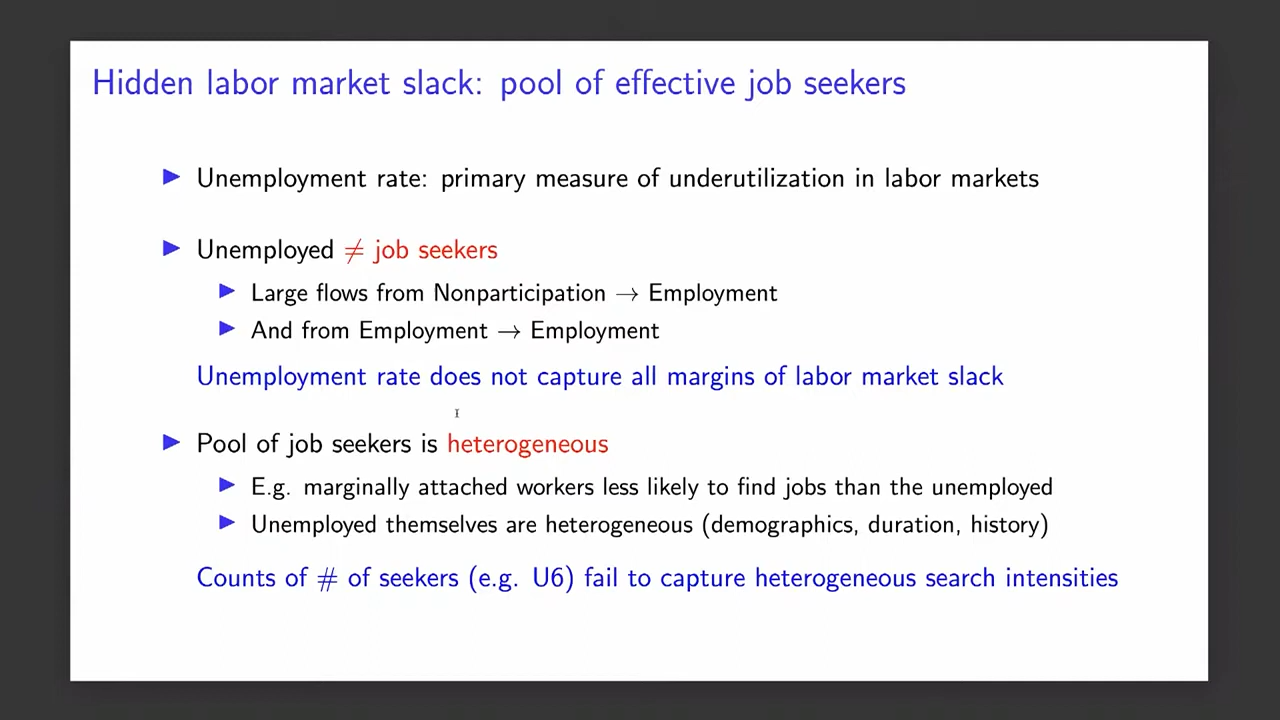 Hidden labor market slack: pool of effective job seekers
▶ Unemployment rate: primary measure of underutilization in labor markets
▶ Unemployed ≠ job seekers
▶ Large flows from Nonparticipation → Employment
▶ And from Employment → Employment
Unemployment rate does not capture all margins of labor market slack
▶ Pool of job seekers is heterogeneous
▶ E.g. marginally attached workers less likely to find jobs than the unemployed
▶ Unemployed themselves are heterogeneous (demographics, duration, history)
Counts of # of seekers (e.g. U6) fail to capture heterogeneous search intensities